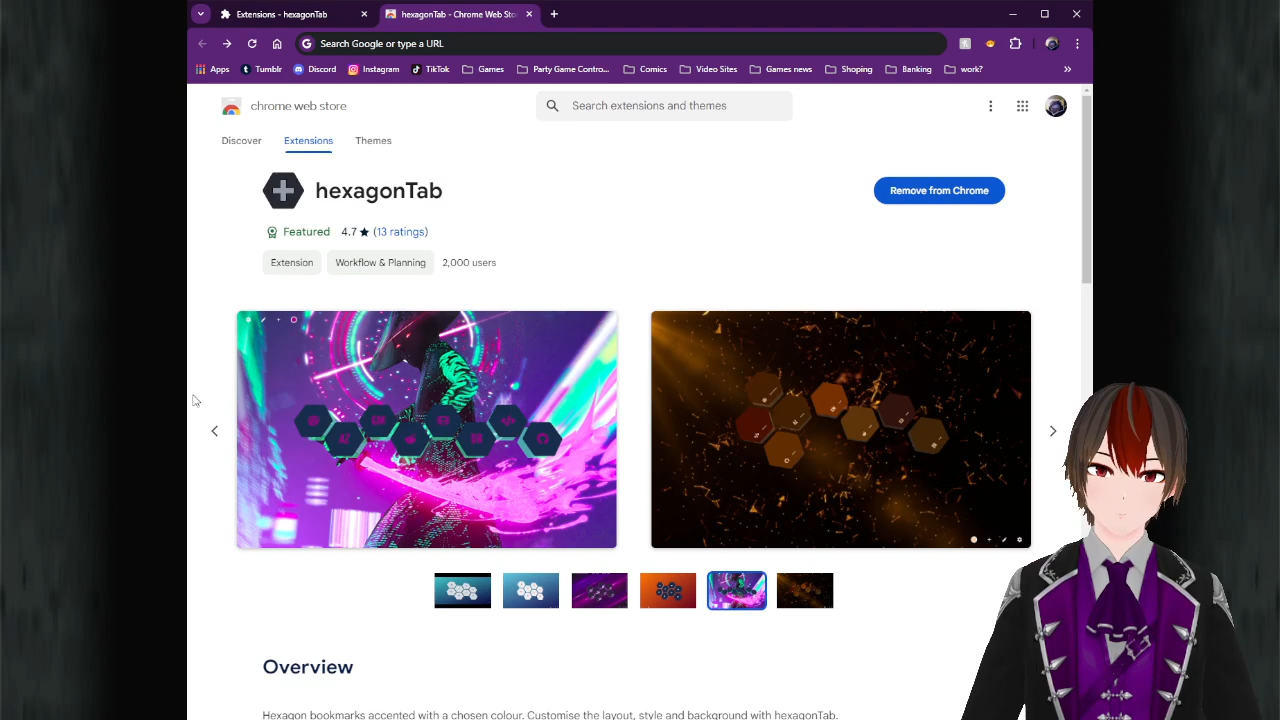 Extensions - hexagonTab
hexagonTab - Chrome Web Sto
Search Google or type a URL
Apps
Tumblr
Discord
Instagram
TikTok
Games
Party Game Contro...
Comics
Video Sites
Games news
Shoping
Banking
work?
chrome web store
Search extensions and themes
Discover
Extensions
Themes
hexagonTab
Remove from Chrome
Featured 4.7 ★ (13 ratings)
Extension
Workflow & Planning
2,000 users
Overview
Hexagon bookmarks accented with a chosen colour. Customise the layout, style and background with hexagonTab.